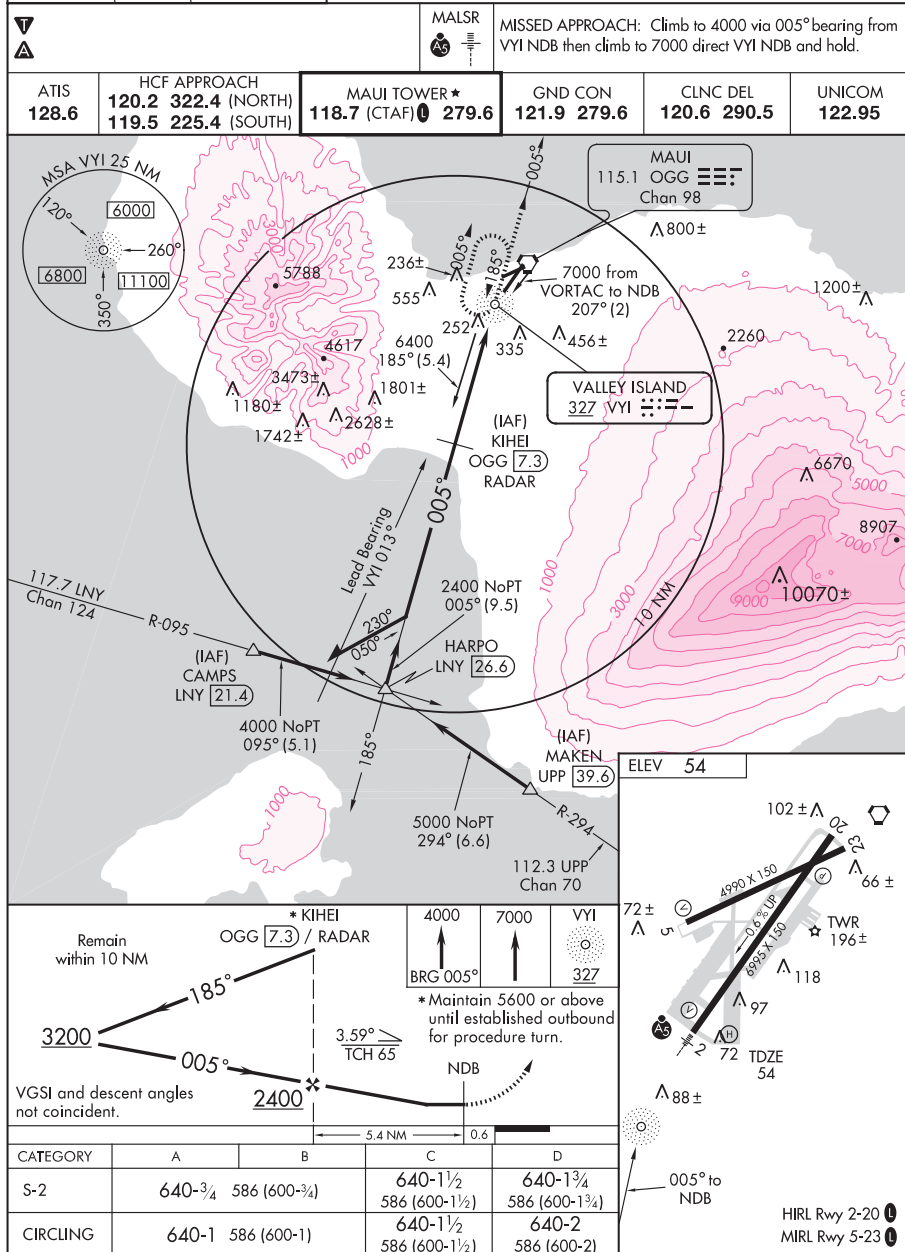 T
A
MALSR
A5
MISSED APPROACH: Climb to 4000 via 005° bearing from
VYI NDB then climb to 7000 direct VYI NDB and hold.
ATIS
128.6
HCF APPROACH
120.2 322.4 (NORTH)
119.5 225.4 (SOUTH)
MAUI TOWER★
118.7 (CTAF) L 279.6
GND CON
121.9 279.6
CLNC DEL
120.6 290.5
UNICOM
122.95
MSA VYI 25 NM
120°
6000
260°
6800
11100
350°
3000
5788
4617
3473±
1180±
1742±
2628±
1801±
1000
236±
555
252
335
456±
005°
185°
005°
MAUI
115.1 OGG
Chan 98
800±
7000 from
VORTAC to NDB
207° (2)
1200±
2260
6400
185° (5.4)
VALLEY ISLAND
327 VYI
(IAF)
KIHEI
OGG 7.3
RADAR
005°
Lead Bearing
VYI 013°
6670
5000
8907
7000
10070±
9000
1000
3000
10 NM
117.7 LNY
Chan 124
R-095
2400 NoPT
005° (9.5)
230°
050°
HARPO
LNY 26.6
(IAF)
CAMPS
LNY 21.4
4000 NoPT
095° (5.1)
185°
(IAF)
MAKEN
UPP 39.6
R-294
5000 NoPT
294° (6.6)
112.3 UPP
Chan 70
1000
ELEV 54
102±
20
23
66±
4990 X 150
P
72±
V
5
0.6% UP
6995 X 150
TWR
196±
118
97
V
A5
2
72
H
TDZE
54
88±
005° to
NDB
HIRL Rwy 2-20 L
MIRL Rwy 5-23 L
* KIHEI
OGG 7.3 / RADAR
Remain
within 10 NM
185°
3200
005°
2400
VGSI and descent angles
not coincident.
4000
BRG 005°
7000
VYI
327
*Maintain 5600 or above
until established outbound
for procedure turn.
3.59°
TCH 65
NDB
5.4 NM
0.6
CATEGORY A B C D
S-2 640-¾ 586 (600-¾) 640-1½ 640-1¾
586 (600-1½) 586 (600-1¾)
CIRCLING 640-1 586 (600-1) 640-1½ 640-2
586 (600-1½) 586 (600-2)